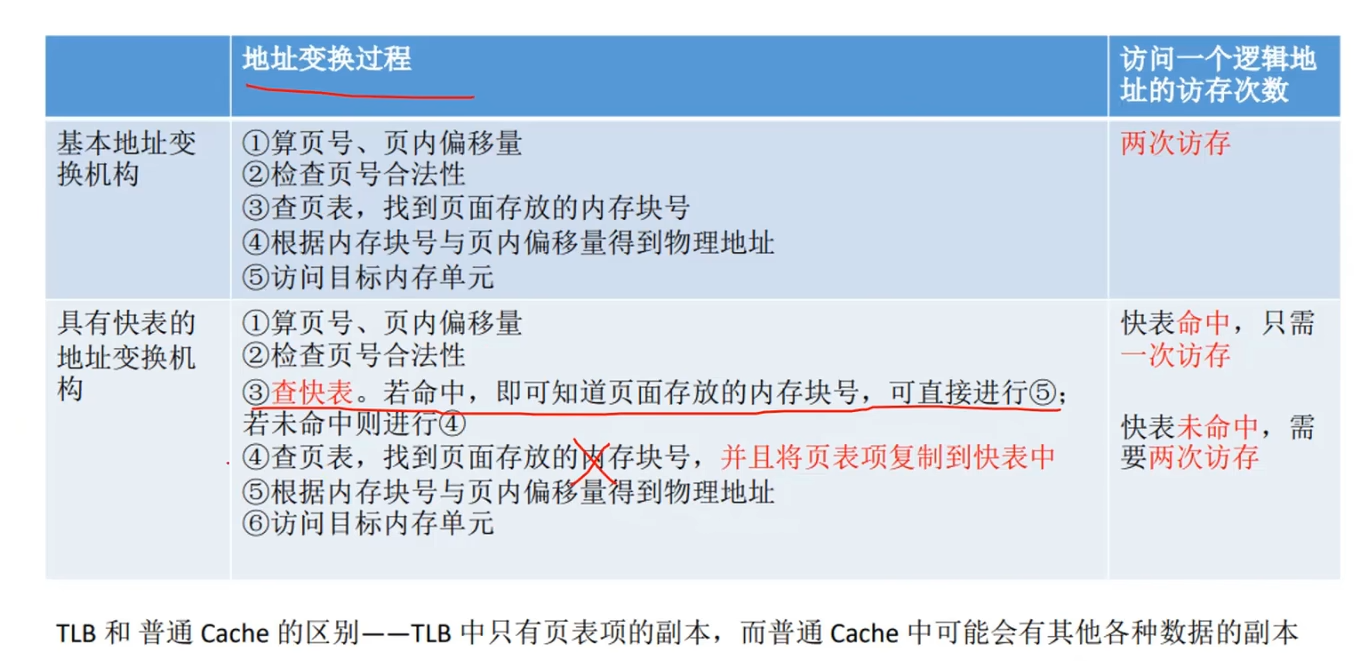 地址变换过程
访问一个逻辑地
址的访存次数
基本地址变
换机构
①算页号、页内偏移量
②检查页号合法性
③查页表，找到页面存放的内存块号
④根据内存块号与页内偏移量得到物理地址
⑤访问目标内存单元
两次访存
具有快表的
地址变换机
构
①算页号、页内偏移量
②检查页号合法性
③查快表。若命中，即可知道页面存放的内存块号，可直接进行⑤;
若未命中则进行④
④查页表，找到页面存放的内存块号，并且将页表项复制到快表中
⑤根据内存块号与页内偏移量得到物理地址
⑥访问目标内存单元
快表命中，只需
一次访存
快表未命中，需
要两次访存
TLB 和 普通 Cache 的区别——TLB 中只有页表项的副本，而普通 Cache 中可能会有其他各种数据的副本